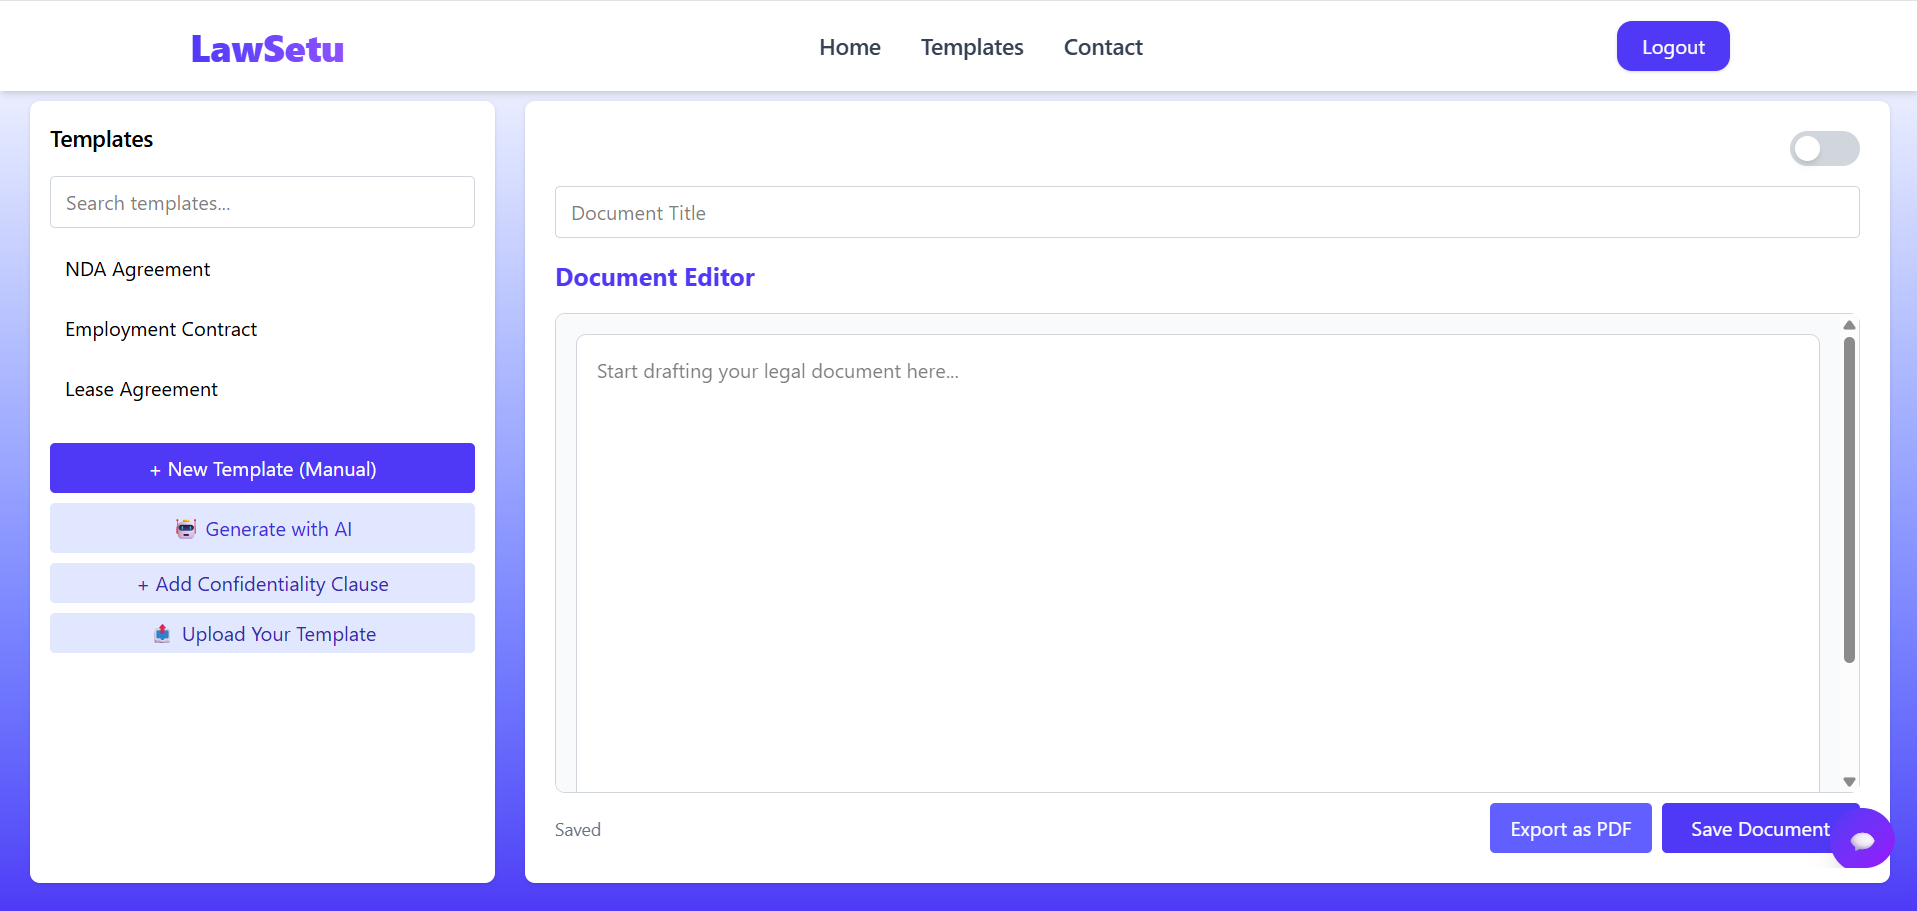 LawSetu
Home
Templates
Contact
Logout
Templates
Search templates...
NDA Agreement
Employment Contract
Lease Agreement
+ New Template (Manual)
Generate with AI
+ Add Confidentiality Clause
Upload Your Template
Document Title
Document Editor
Start drafting your legal document here...
Saved
Export as PDF
Save Document